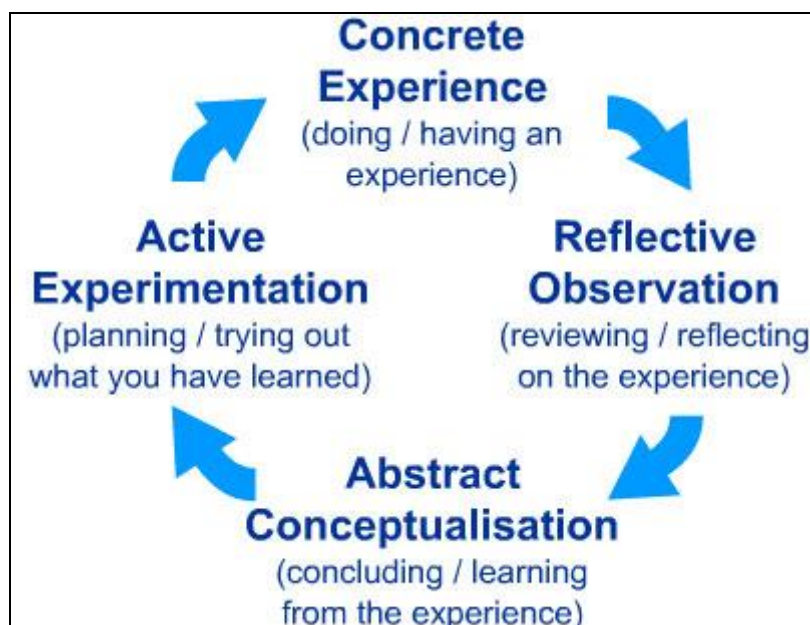 Concrete
Experience
(doing / having an
experience)
Active
Experimentation
(planning / trying out
what you have learned)
Reflective
Observation
(reviewing / reflecting
on the experience)
Abstract
Conceptualisation
(concluding / learning
from the experience)